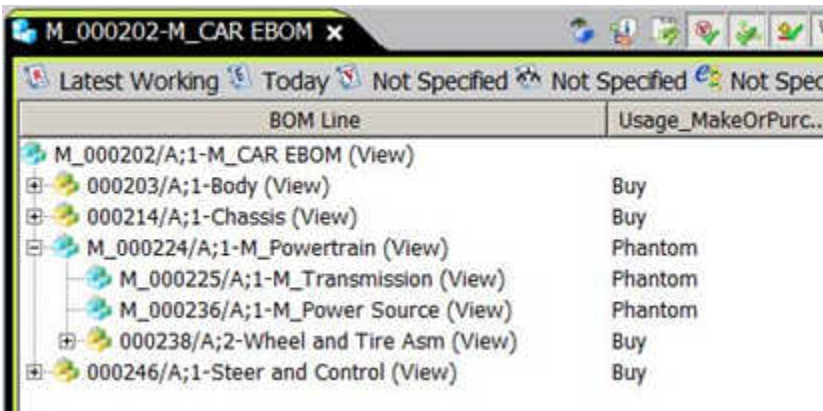 M_000202-M_CAR EBOM
Latest Working Today Not Specified Not Specified Not Spec
BOM Line Usage_MakeOrPurc..
M_000202/A;1-M_CAR EBOM (View)
000203/A;1-Body (View) Buy
000214/A;1-Chassis (View) Buy
M_000224/A;1-M_Powertrain (View) Phantom
M_000225/A;1-M_Transmission (View) Phantom
M_000236/A;1-M_Power Source (View) Phantom
000238/A;2-Wheel and Tire Asm (View) Buy
000246/A;1-Steer and Control (View) Buy